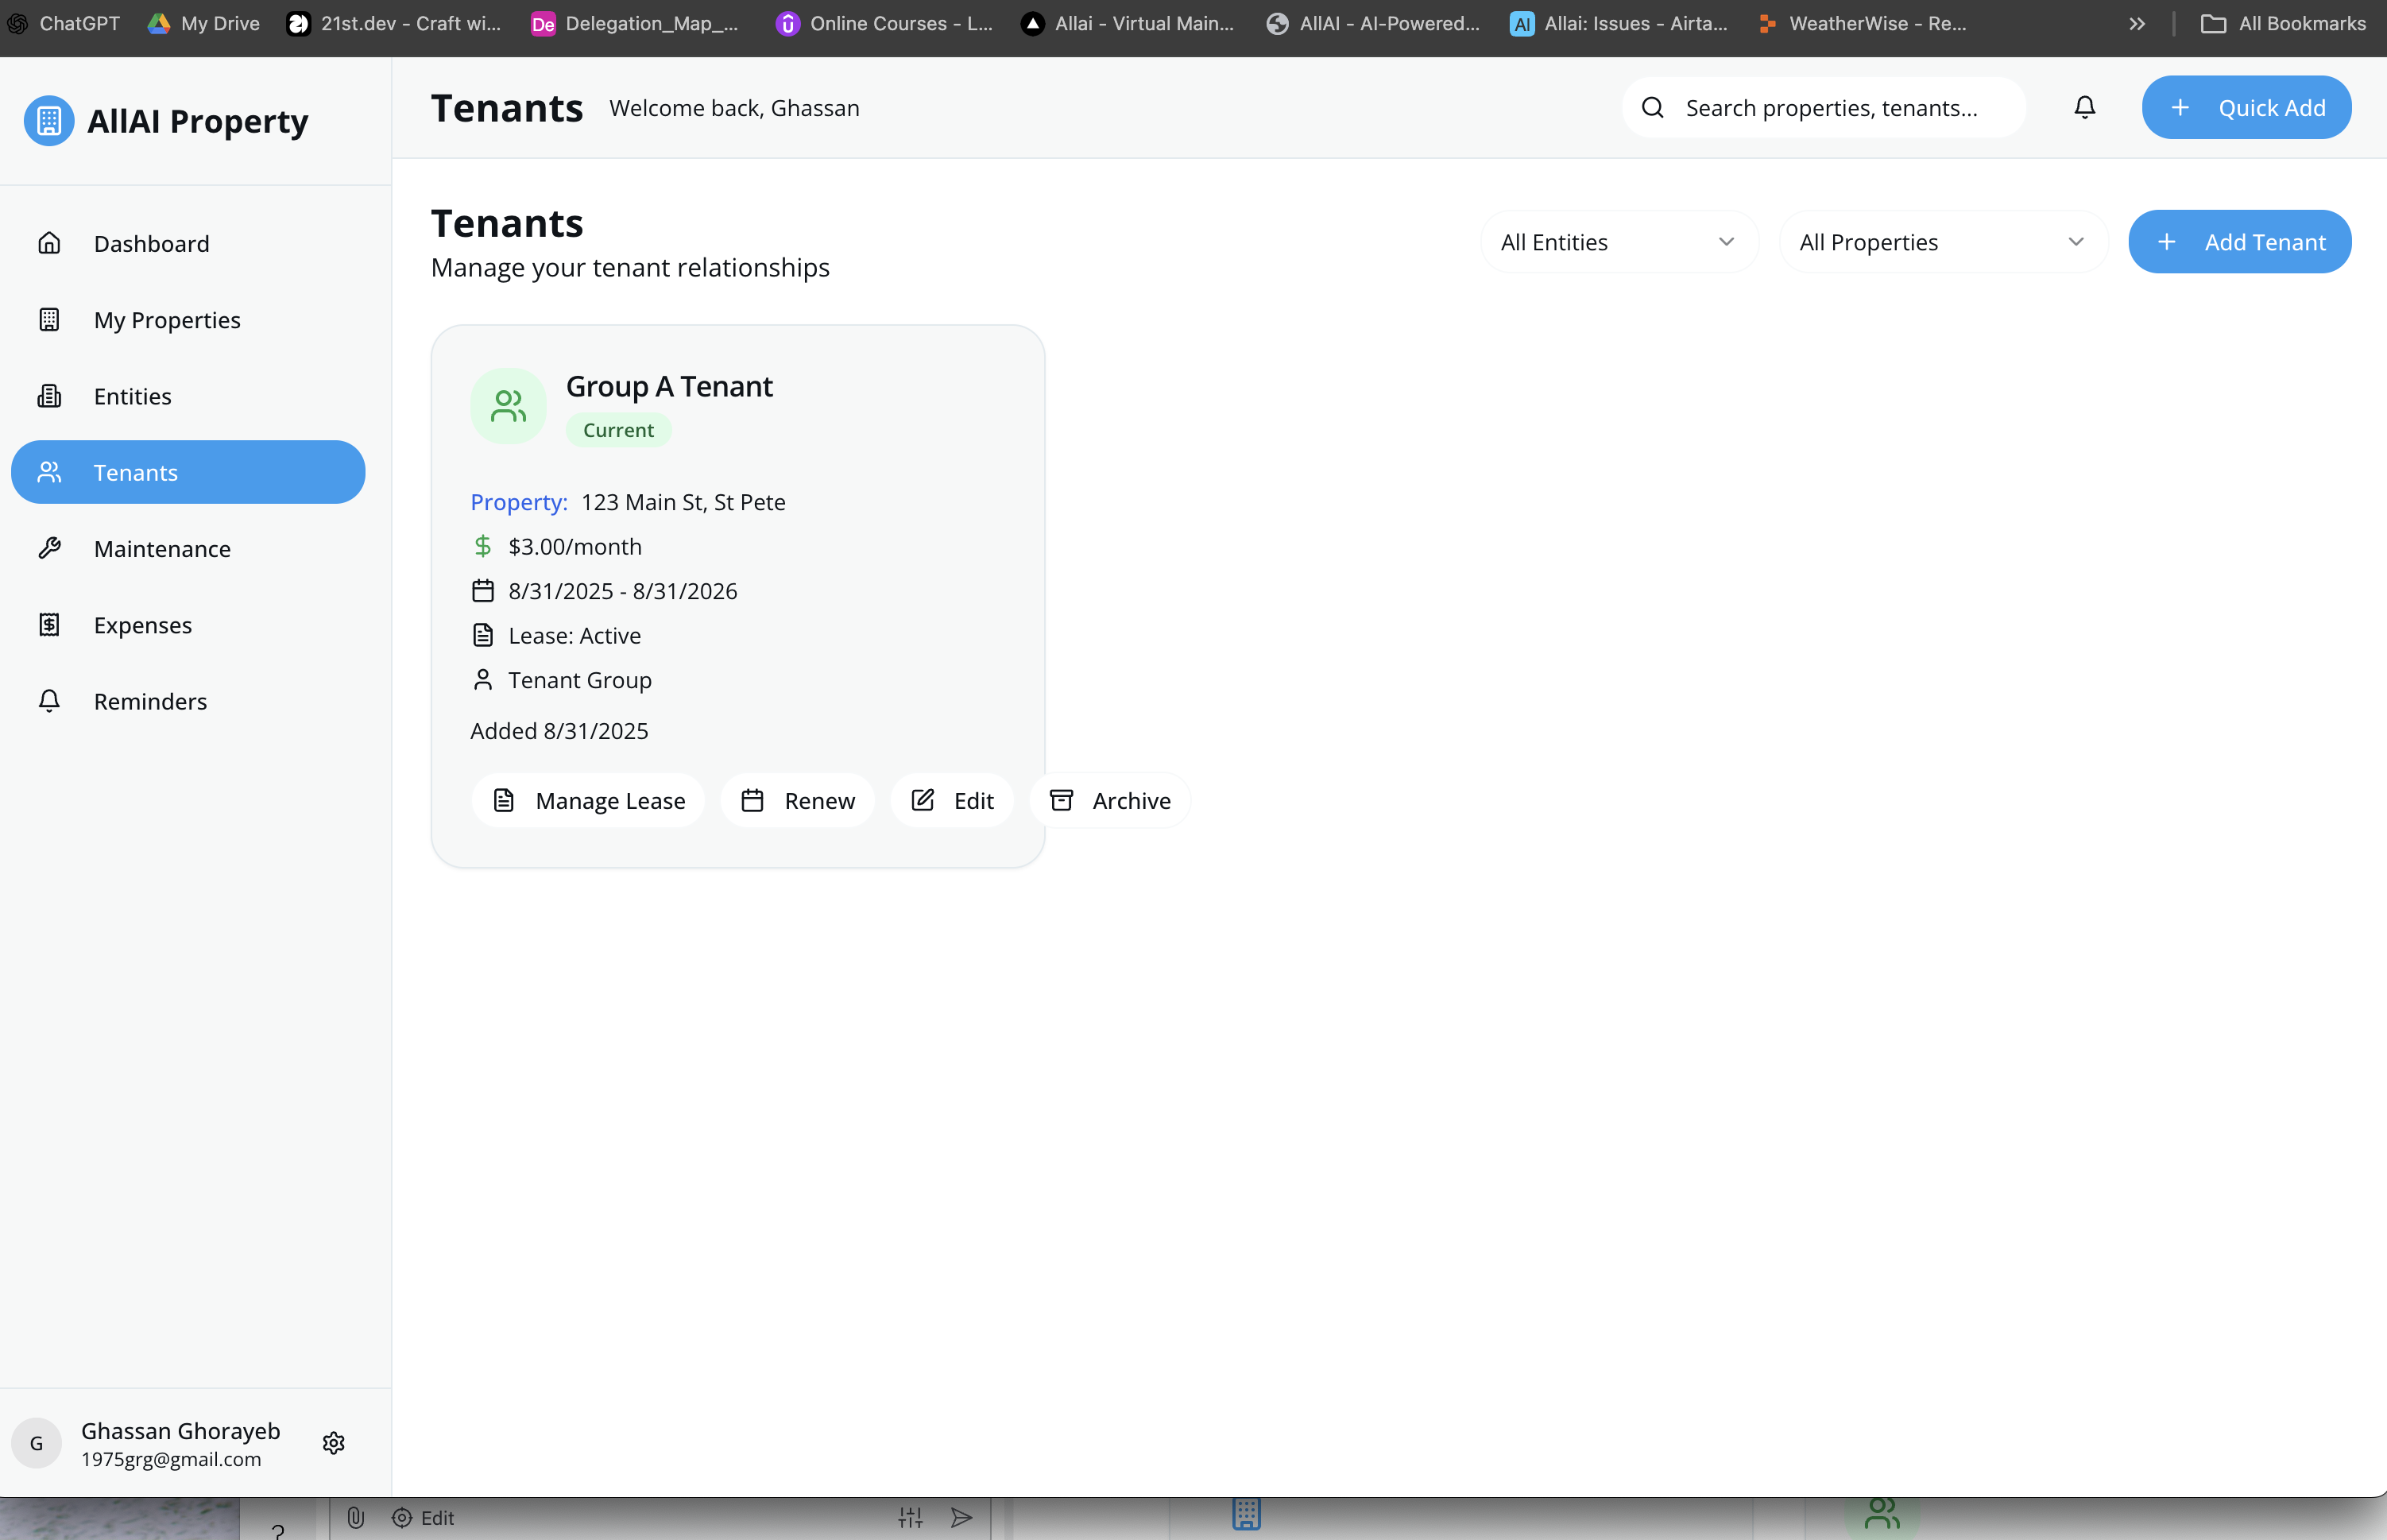 ChatGPT
My Drive
21st.dev - Craft wi...
De
Delegation_Map_-...
Online Courses - L...
Allai - Virtual Main...
AllAI - AI-Powered...
AI
Allai: Issues - Airta...
WeatherWise - Re...
All Bookmarks
AllAI Property
Tenants
Welcome back, Ghassan
Search properties, tenants...
Quick Add
Dashboard
My Properties
Entities
Tenants
Maintenance
Expenses
Reminders
Tenants
Manage your tenant relationships
All Entities
All Properties
Add Tenant
Group A Tenant
Current
Property: 123 Main St, St Pete
$3.00/month
8/31/2025 - 8/31/2026
Lease: Active
Tenant Group
Added 8/31/2025
Manage Lease
Renew
Edit
Archive
G
Ghassan Ghorayeb
1975grg@gmail.com
?
Edit